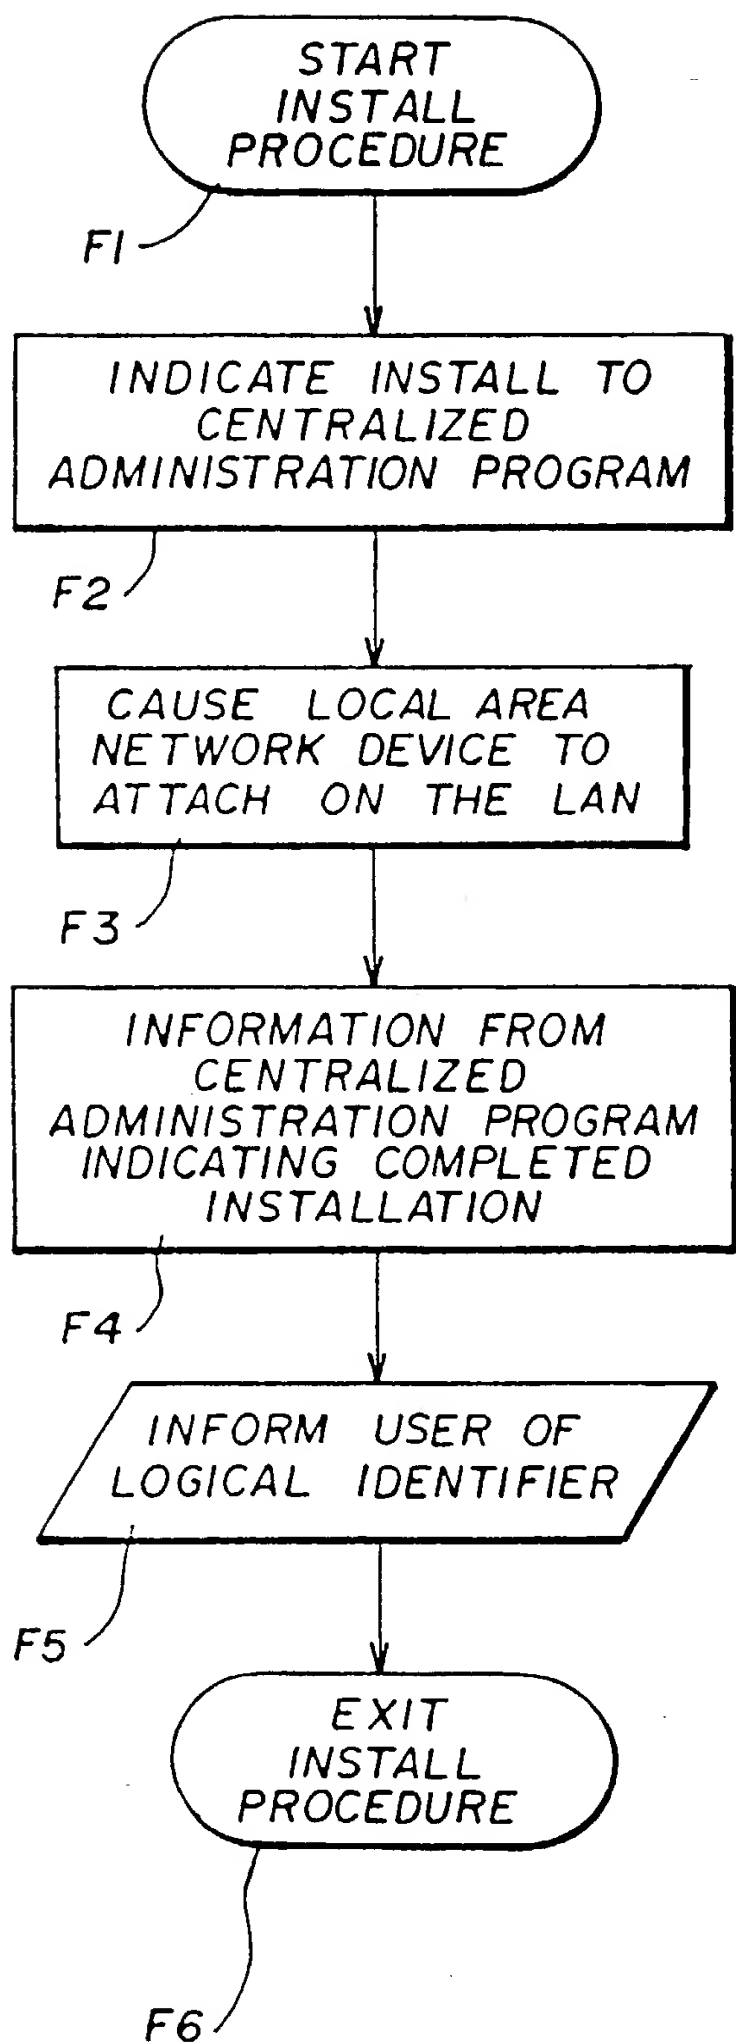 START
INSTALL
PROCEDURE
F1
INDICATE INSTALL TO
CENTRALIZED
ADMINISTRATION PROGRAM
F2
CAUSE LOCAL AREA
NETWORK DEVICE TO
ATTACH ON THE LAN
F3
INFORMATION FROM
CENTRALIZED
ADMINISTRATION PROGRAM
INDICATING COMPLETED
INSTALLATION
F4
INFORM USER OF
LOGICAL IDENTIFIER
F5
EXIT
INSTALL
PROCEDURE
F6